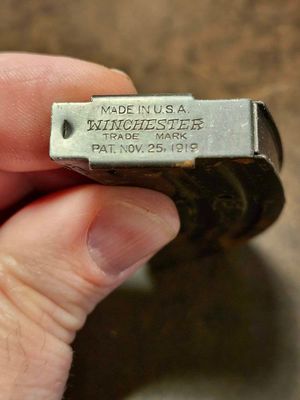 MADE IN U.S.A.
WINCHESTER
TRADE MARK
PAT. NOV. 25, 1919